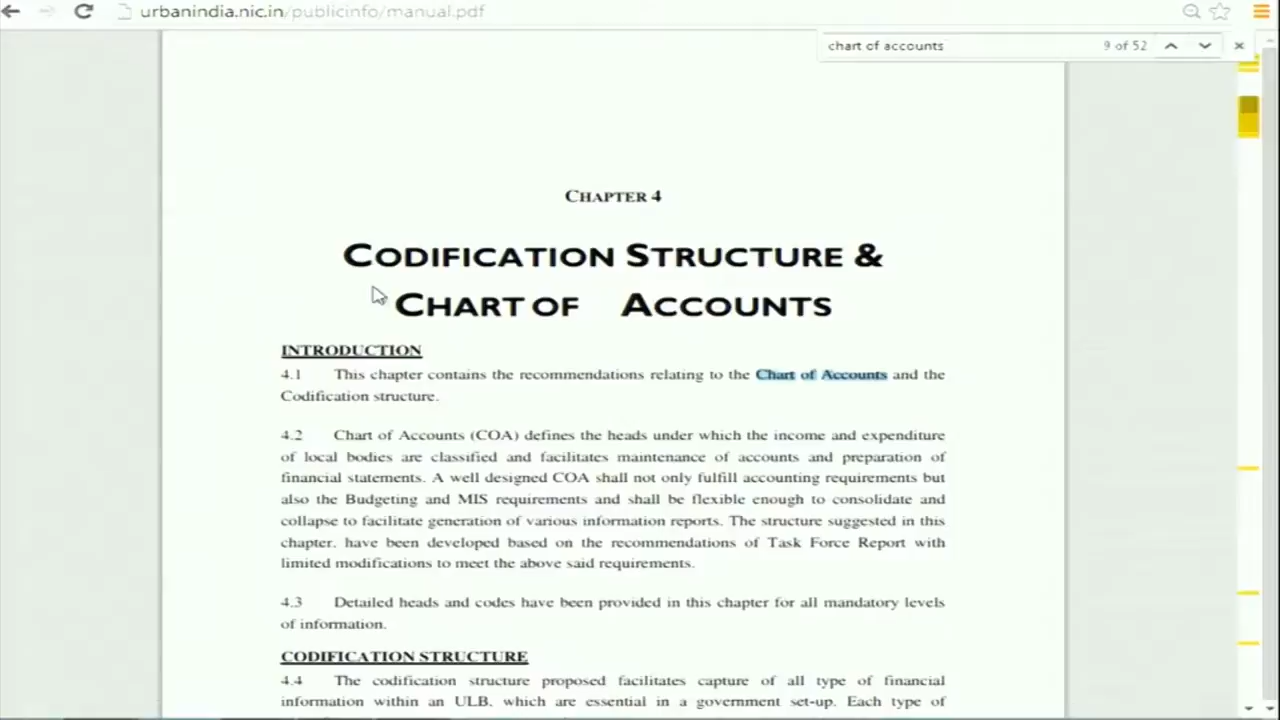 urbanindia.nic.in/publicinfo/manual.pdf
chart of accounts 9 of 52
CHAPTER 4
CODIFICATION STRUCTURE &
CHART OF ACCOUNTS
INTRODUCTION
4.1 This chapter contains the recommendations relating to the Chart of Accounts and the
Codification structure.
4.2 Chart of Accounts (COA) defines the heads under which the income and expenditure
of local bodies are classified and facilitates maintenance of accounts and preparation of
financial statements. A well designed COA shall not only fulfill accounting requirements but
also the Budgeting and MIS requirements and shall be flexible enough to consolidate and
collapse to facilitate generation of various information reports. The structure suggested in this
chapter, have been developed based on the recommendations of Task Force Report with
limited modifications to meet the above said requirements.
4.3 Detailed heads and codes have been provided in this chapter for all mandatory levels
of information.
CODIFICATION STRUCTURE
4.4 The codification structure proposed facilitates capture of all type of financial
information within an ULB, which are essential in a government set-up. Each type of